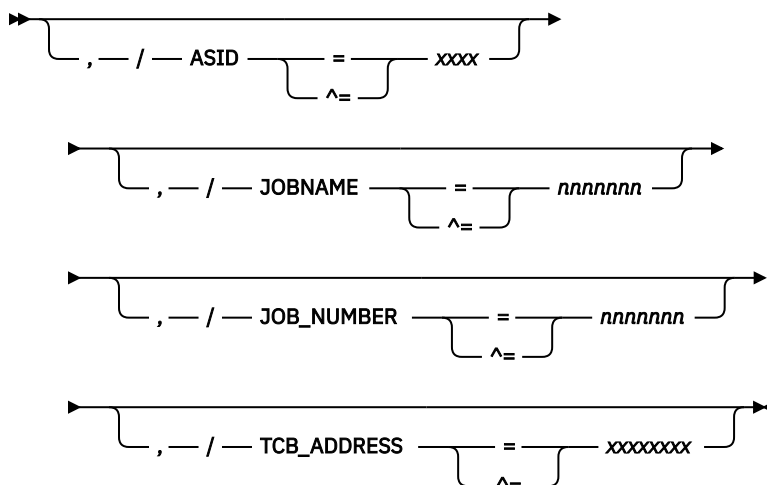 , / ASID = xxxx
^=
, / JOBNAME = nnnnnnn
^=
, / JOB_NUMBER = nnnnnnn
^=
, / TCB_ADDRESS = xxxxxxxx
^=